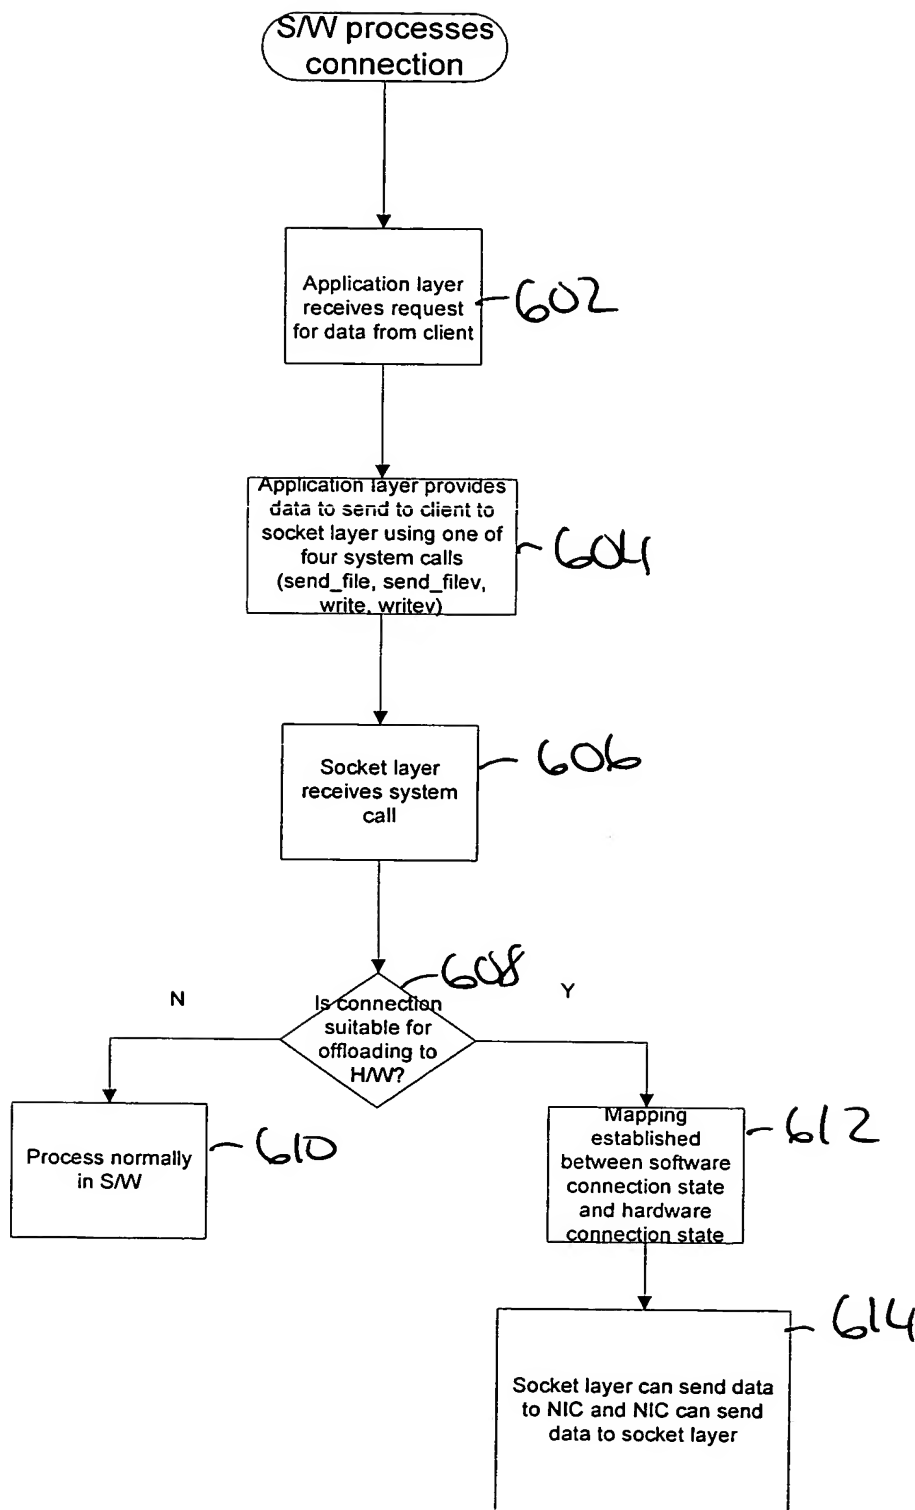 S/W processes
connection
Application layer
receives request
for data from client
602
Application layer provides
data to send to client to
socket layer using one of
four system calls
(send_file, send_filev,
write, writev)
604
Socket layer
receives system
call
606
608
N
Y
Is connection
suitable for
offloading to
H/W?
Process normally
in S/W
610
Mapping
established
between software
connection state
and hardware
connection state
612
614
Socket layer can send data
to NIC and NIC can send
data to socket layer